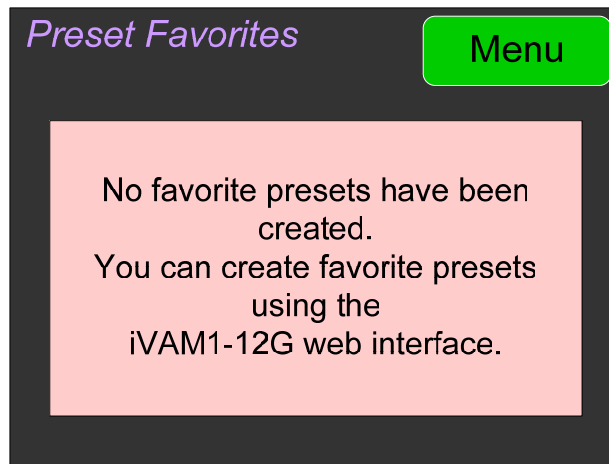 Preset Favorites
Menu
No favorite presets have been
created.
You can create favorite presets
using the
iVAM1-12G web interface.